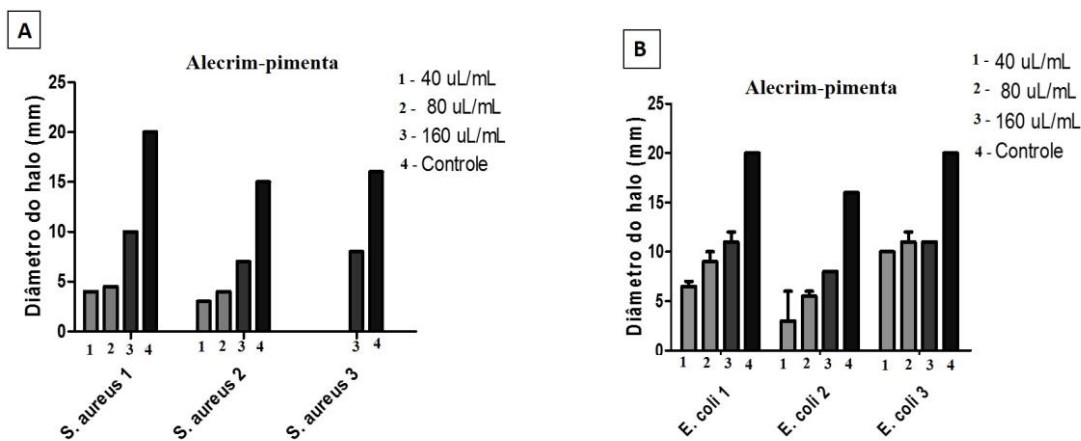 A
Alecrim-pimenta
1 - 40 uL/mL
2 - 80 uL/mL
3 - 160 uL/mL
4 - Controle
Diâmetro do halo (mm)
25
20
15
10
5
0
1 2 3 4 1 2 3 4 3 4
S. aureus 1 S. aureus 2 S. aureus 3
B
Alecrim-pimenta
1 - 40 uL/mL
2 - 80 uL/mL
3 - 160 uL/mL
4 - Controle
Diâmetro do halo (mm)
25
20
15
10
5
0
1 2 3 4 1 2 3 4 1 2 3 4
E. coli 1 E. coli 2 E. coli 3